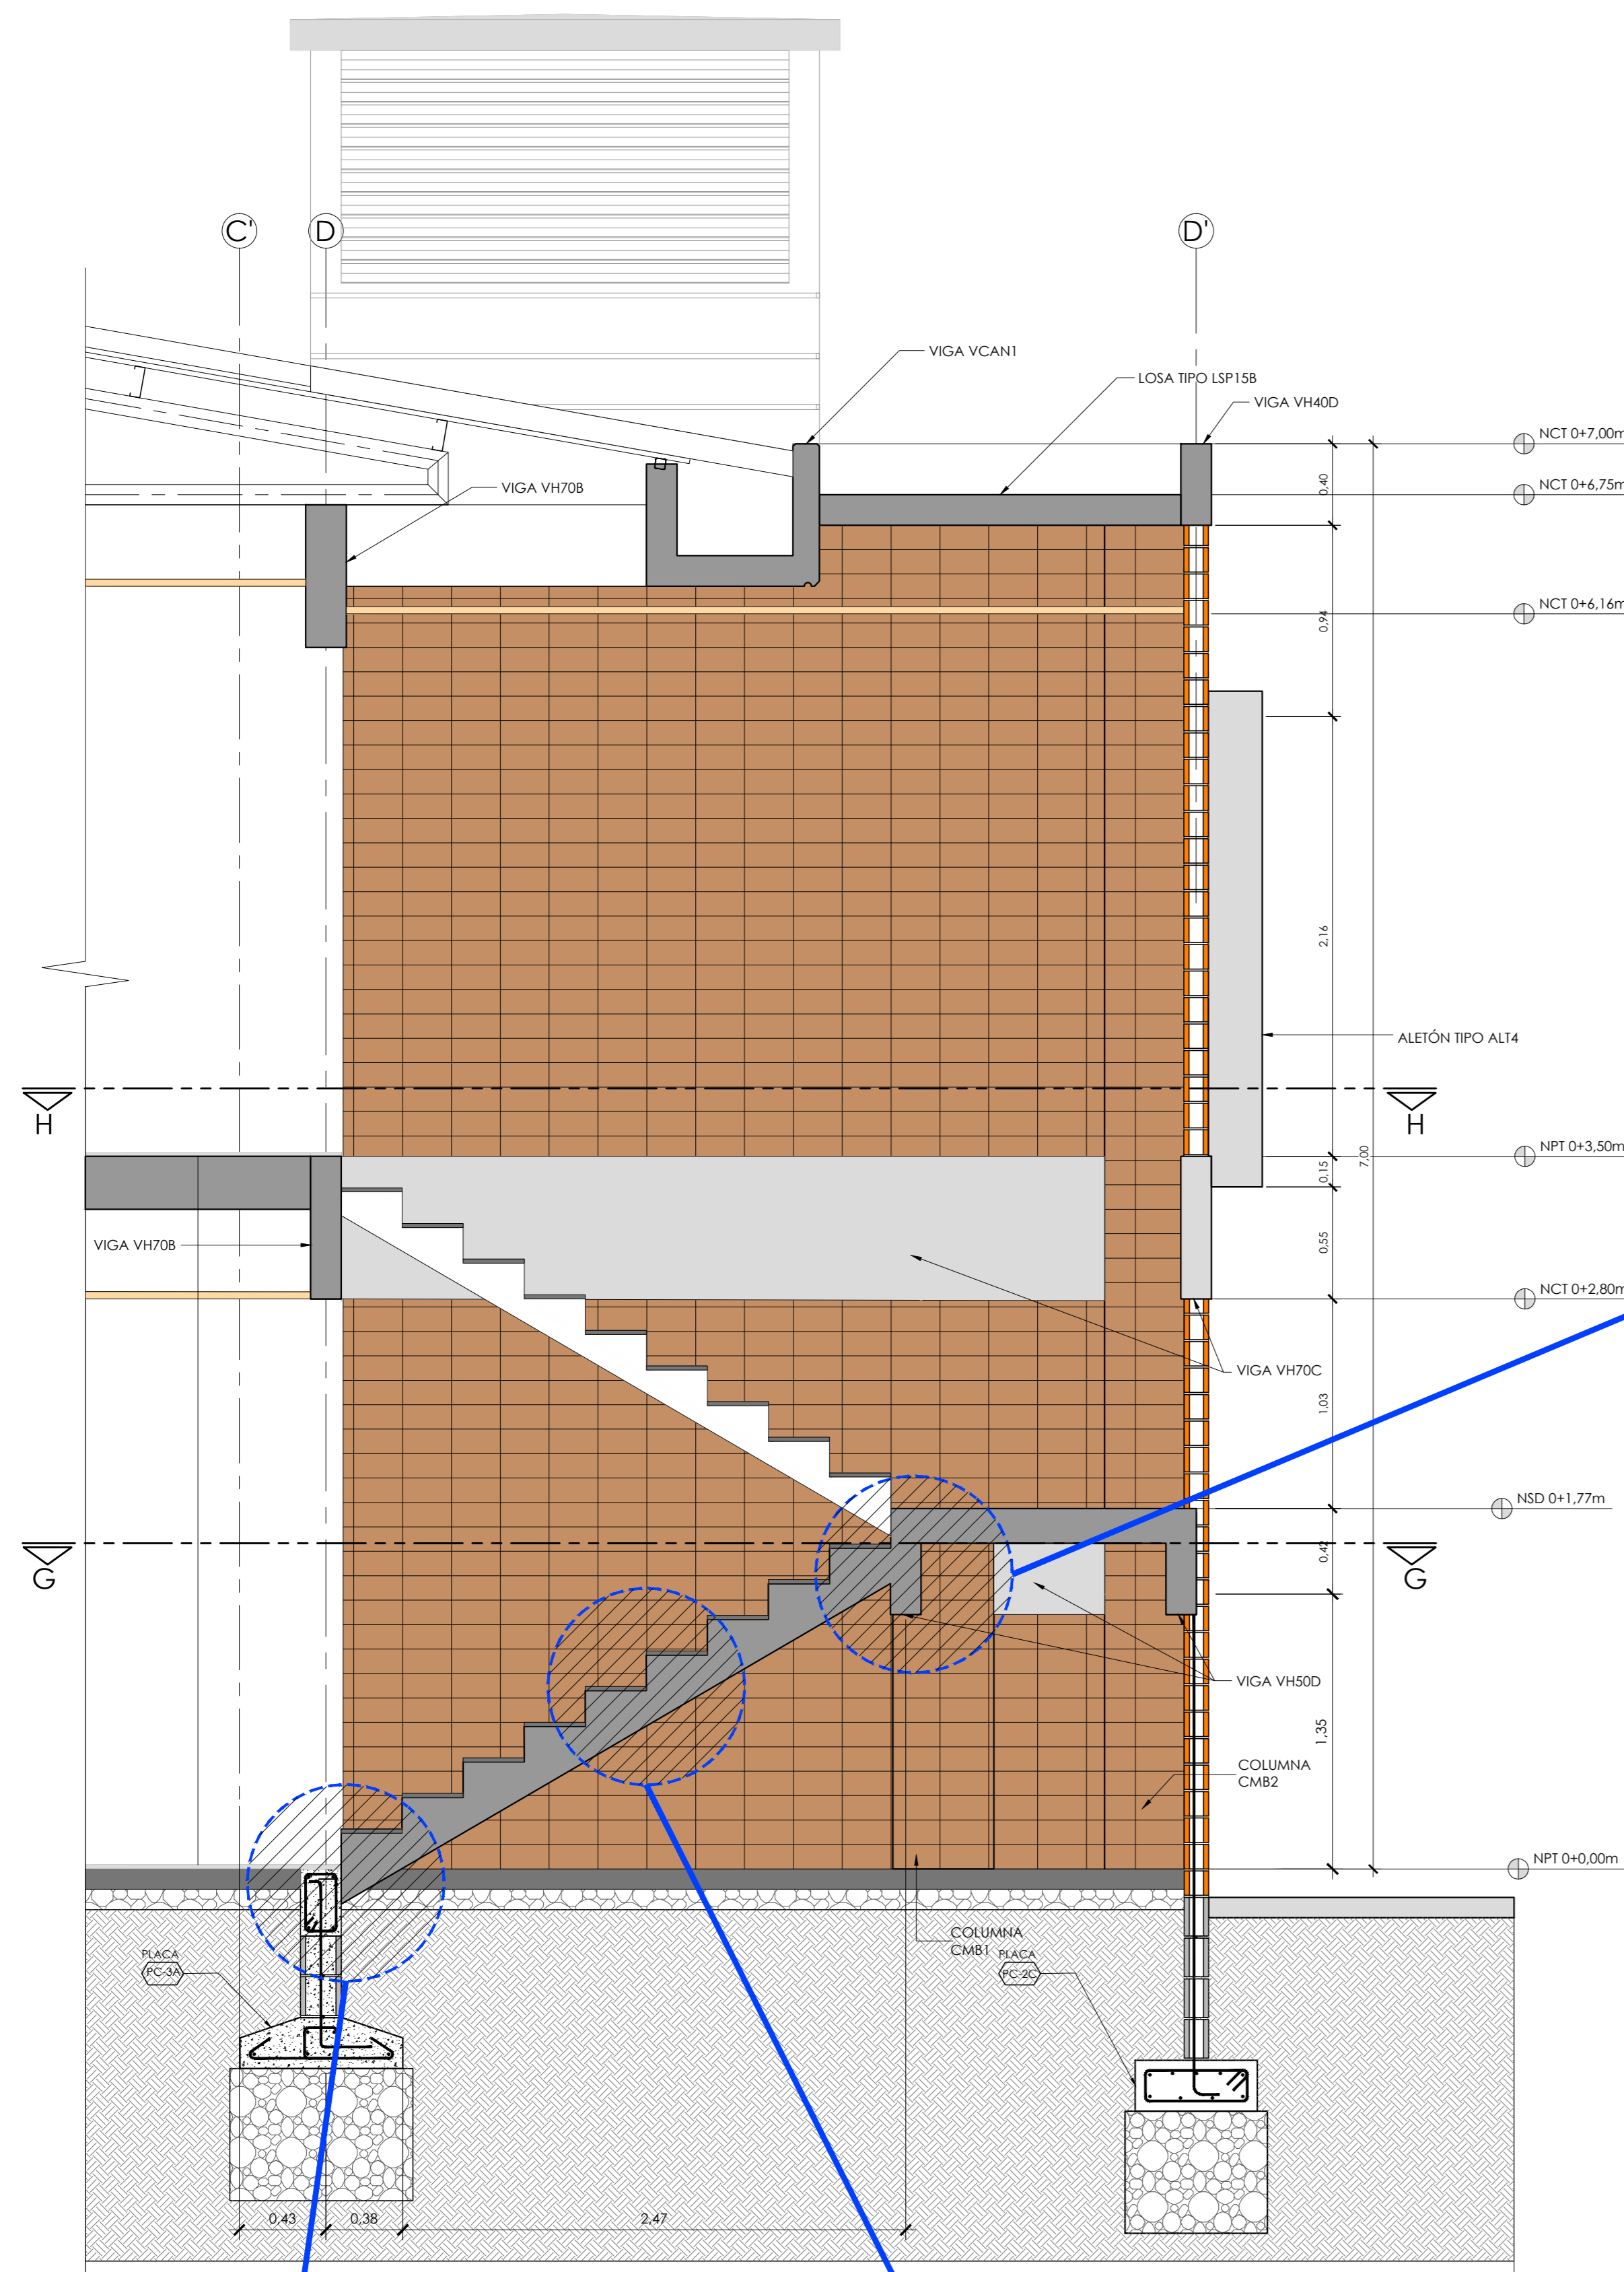 C'
D
D'
VIGA VCAN1
LOSA TIPO LSP15B
VIGA VH40D
NCT 0+7,00m
0,40
NCT 0+6,75m
VIGA VH70B
NCT 0+6,16m
0,94
2,16
ALETÓN TIPO ALT4
H
H
NPT 0+3,50m
0,15
7,00
VIGA VH70B
0,55
NCT 0+2,80m
VIGA VH70C
1,03
NSD 0+1,77m
G
0,42
G
VIGA VH50D
1,35
COLUMNA
CMB2
NPT 0+0,00m
COLUMNA
CMB1
PLACA
PC-3A
PLACA
PC-2C
0,43
0,38
2,47